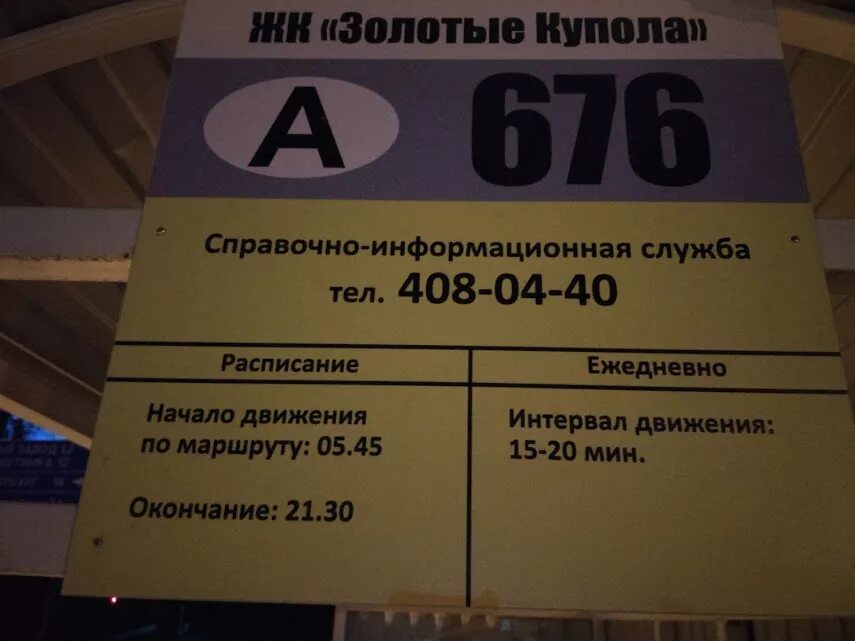 ЖК «Золотые Купола»
А 676
Справочно-информационная служба
тел. 408-04-40
Расписание
Ежедневно
Начало движения
по маршруту: 05.45
Окончание: 21.30
Интервал движения:
15-20 мин.